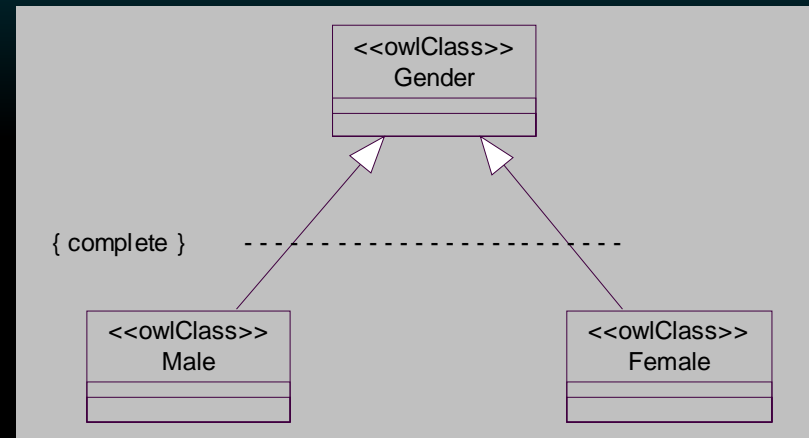 <<owlClass>>
Gender
{ complete }
<<owlClass>>
Male
<<owlClass>>
Female